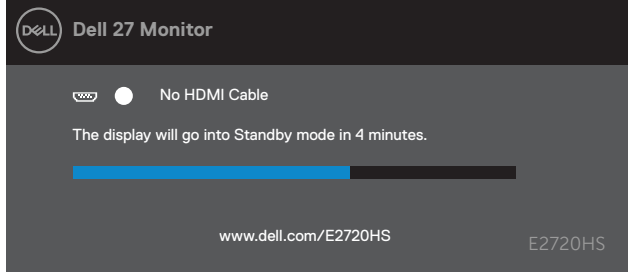 DELL
Dell 27 Monitor
No HDMI Cable
The display will go into Standby mode in 4 minutes.
www.dell.com/E2720HS
E2720HS